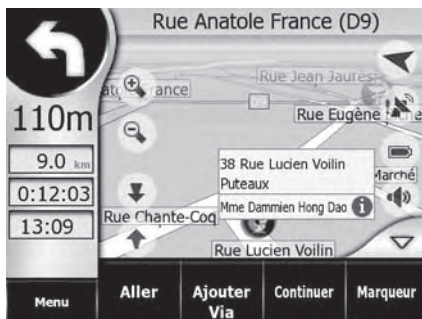 Rue Anatole France (D9)
Rue Jean Jaurès
110m
Rue Eugène
9.0 km
38 Rue Lucien Voilin
Puteaux
Marché
0:12:03
Mme Dammien Hong Dao
13:09
Rue Chante-Coq
Rue Lucien Voilin
Menu
Aller
Ajouter
Via
Continuer
Marqueur